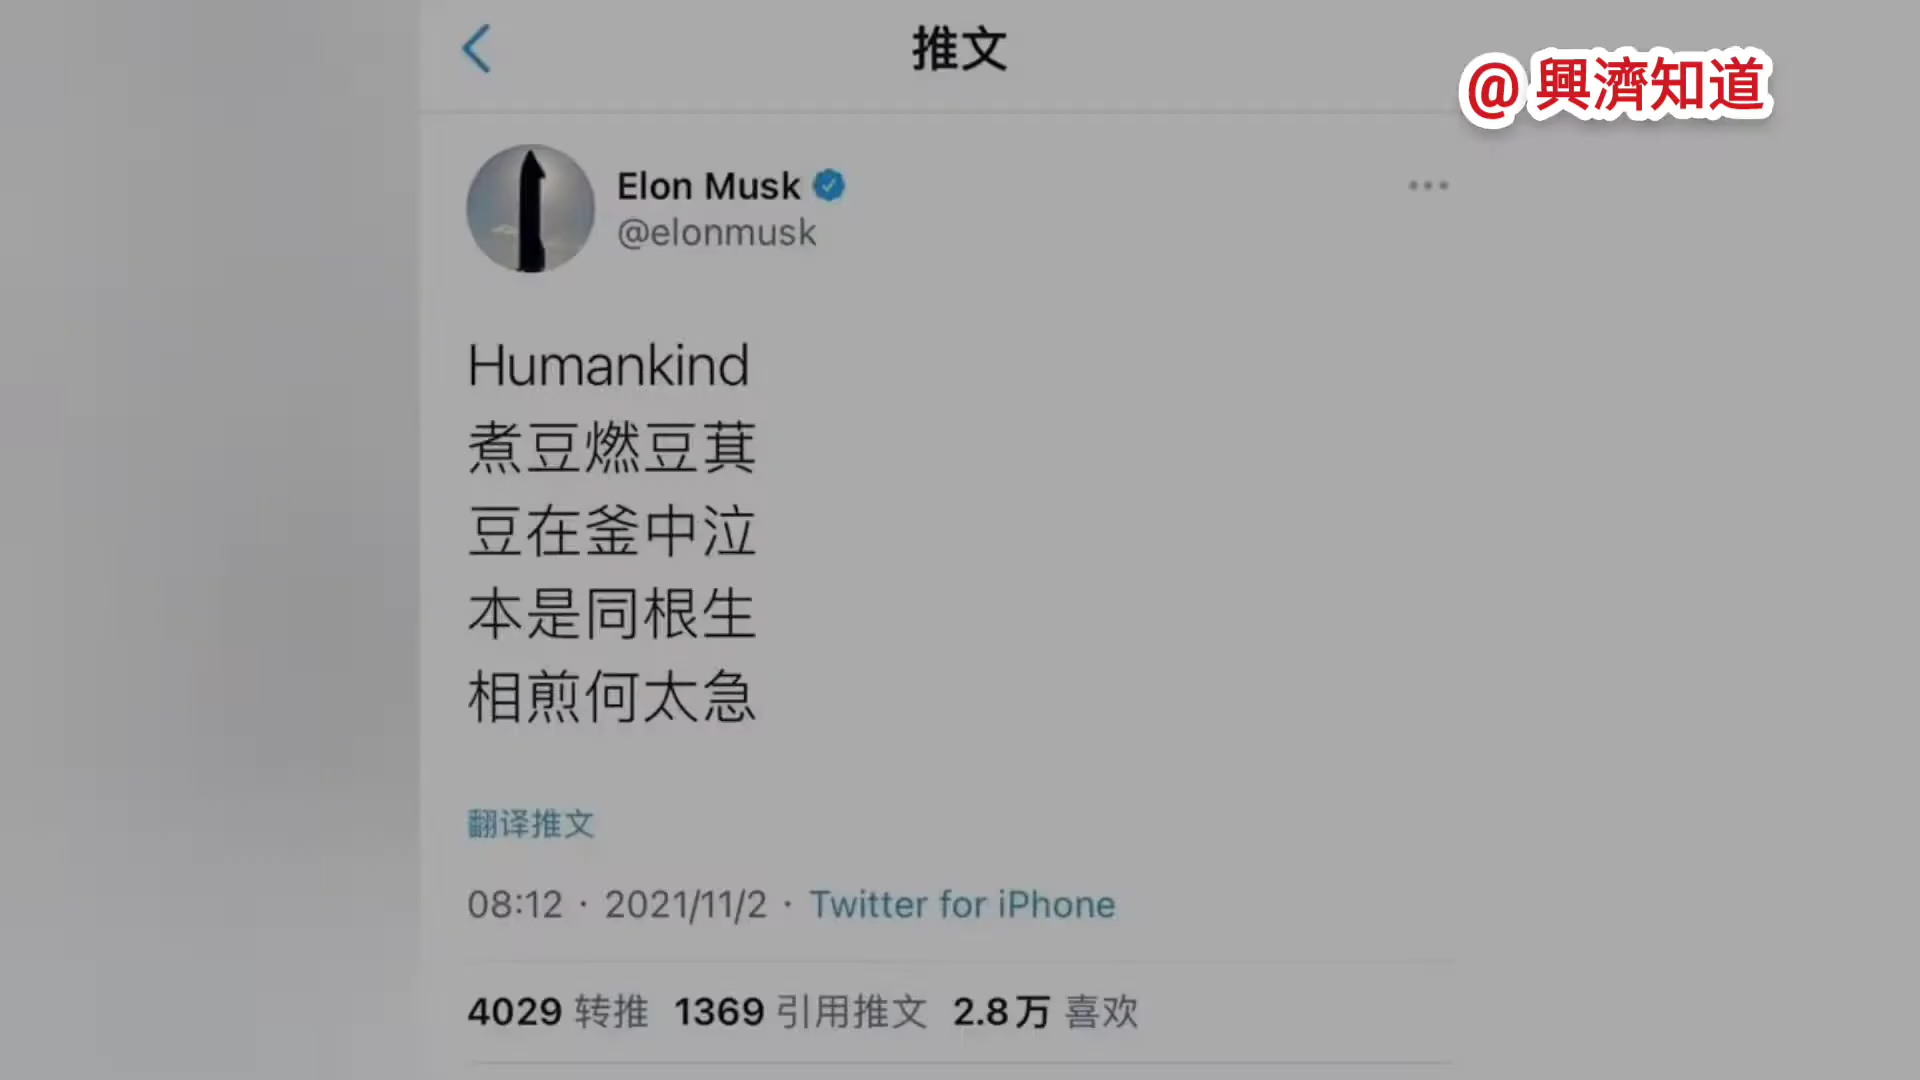 推文
@興濟知道
Elon Musk
@elonmusk
Humankind
煮豆燃豆萁
豆在釜中泣
本是同根生
相煎何太急
翻译推文
08:12 · 2021/11/2 · Twitter for iPhone
4029 转推 1369 引用推文 2.8万 喜欢